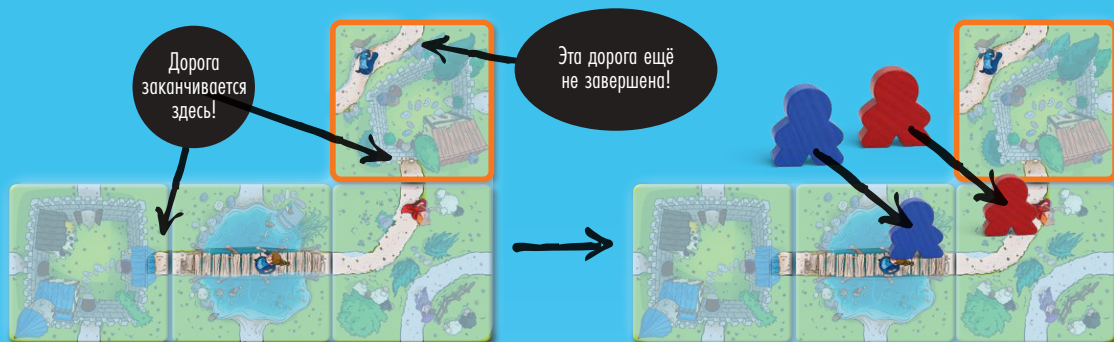 Дорога
заканчивается
здесь!
Эта дорога ещё
не завершена!